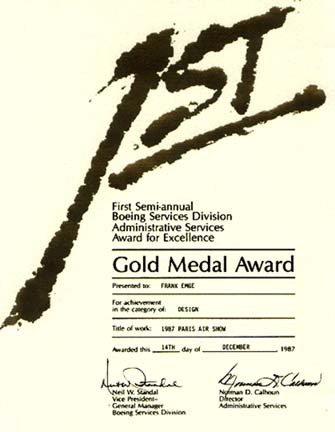 1ST
First Semi-annual
Boeing Services Division
Administrative Services
Award for Excellence
Gold Medal Award
Presented to: FRANK EMGE
For achievement
in the category of: DESIGN
Title of work: 1987 PARIS AIR SHOW
Awarded this 14TH day of DECEMBER 1987
Neil W. Standal
Norman D. Calhoun
Vice President–
Director
General Manager
Administrative Services
Boeing Services Division